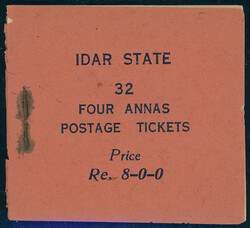 IDAR STATE
32
FOUR ANNAS
POSTAGE TICKETS
Price
Re. 8-0-0